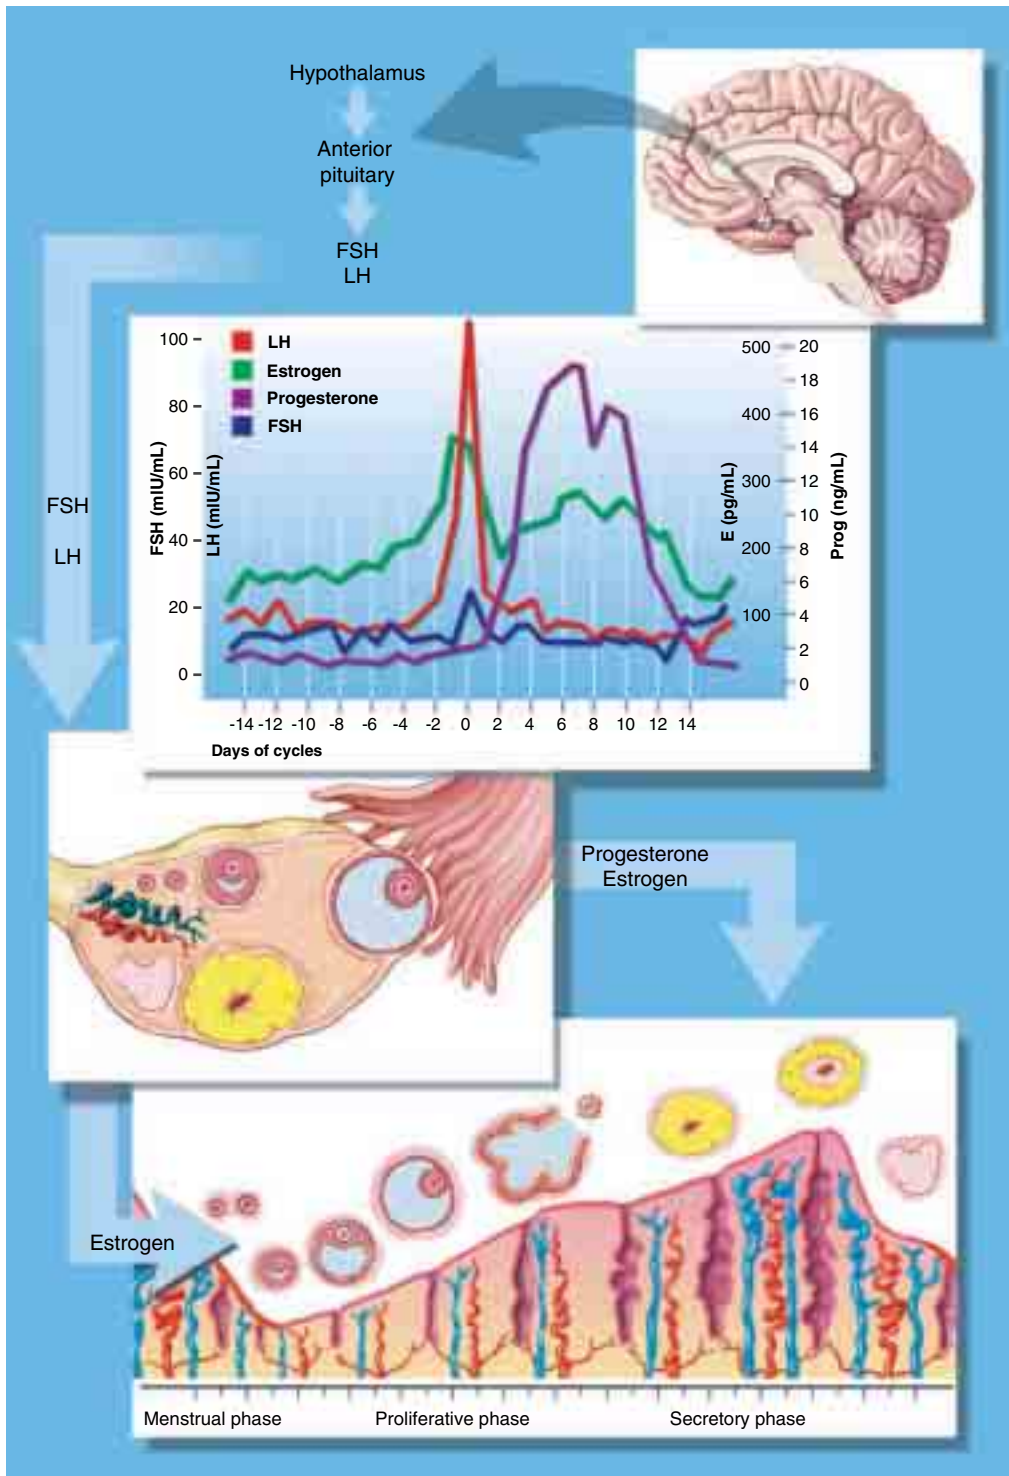 Hypothalamus
Anterior
pituitary
FSH
LH
FSH
LH
100
80
60
40
20
0
FSH (mIU/mL)
LH (mIU/mL)
LH
Estrogen
Progesterone
FSH
500
400
300
200
100
E (pg/mL)
20
18
16
14
12
10
8
6
4
2
0
Prog (ng/mL)
-14 -12 -10 -8 -6 -4 -2 0 2 4 6 8 10 12 14
Days of cycles
Progesterone
Estrogen
Estrogen
Menstrual phase Proliferative phase Secretory phase